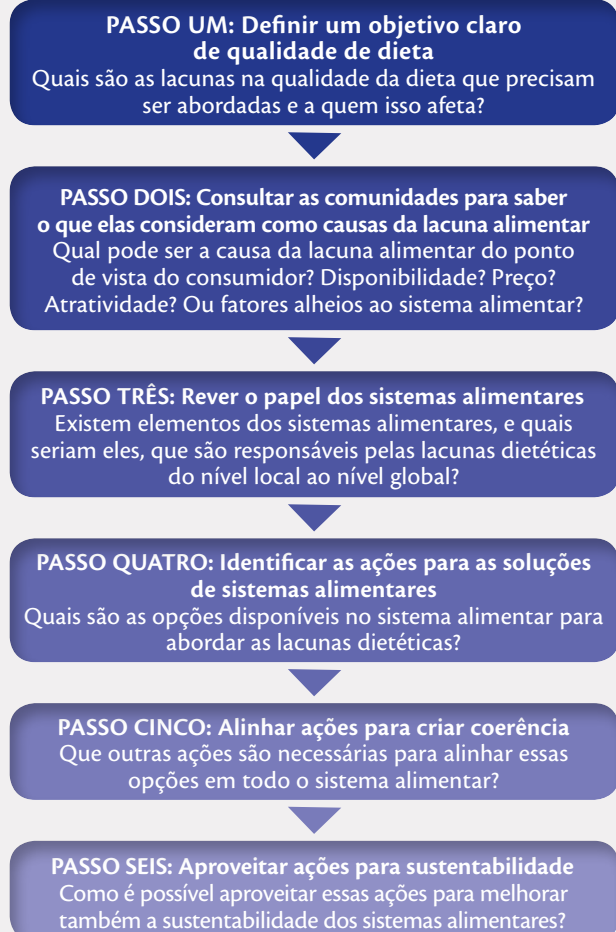 PASSO UM: Definir um objetivo claro
de qualidade de dieta
Quais são as lacunas na qualidade da dieta que precisam
ser abordadas e a quem isso afeta?
PASSO DOIS: Consultar as comunidades para saber
o que elas consideram como causas da lacuna alimentar
Qual pode ser a causa da lacuna alimentar do ponto
de vista do consumidor? Disponibilidade? Preço?
Atratividade? Ou fatores alheios ao sistema alimentar?
PASSO TRÊS: Rever o papel dos sistemas alimentares
Existem elementos dos sistemas alimentares, e quais
seriam eles, que são responsáveis pelas lacunas dietéticas
do nível local ao nível global?
PASSO QUATRO: Identificar as ações para as soluções
de sistemas alimentares
Quais são as opções disponíveis no sistema alimentar para
abordar as lacunas dietéticas?
PASSO CINCO: Alinhar ações para criar coerência
Que outras ações são necessárias para alinhar essas
opções em todo o sistema alimentar?
PASSO SEIS: Aproveitar ações para sustentabilidade
Como é possível aproveitar essas ações para melhorar
também a sustentabilidade dos sistemas alimentares?